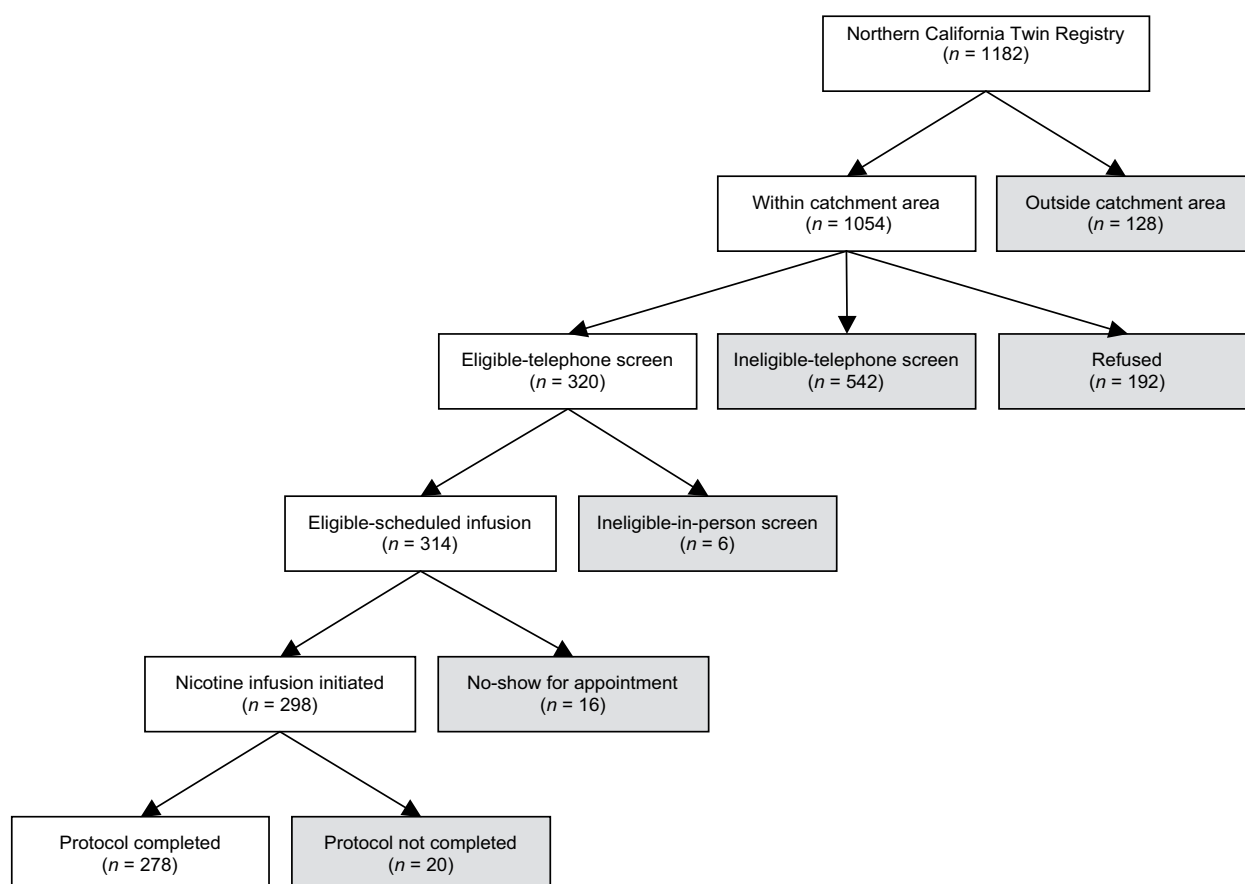 Northern California Twin Registry
(n = 1182)
Within catchment area
(n = 1054)
Outside catchment area
(n = 128)
Eligible-telephone screen
(n = 320)
Ineligible-telephone screen
(n = 542)
Refused
(n = 192)
Eligible-scheduled infusion
(n = 314)
Ineligible-in-person screen
(n = 6)
Nicotine infusion initiated
(n = 298)
No-show for appointment
(n = 16)
Protocol completed
(n = 278)
Protocol not completed
(n = 20)